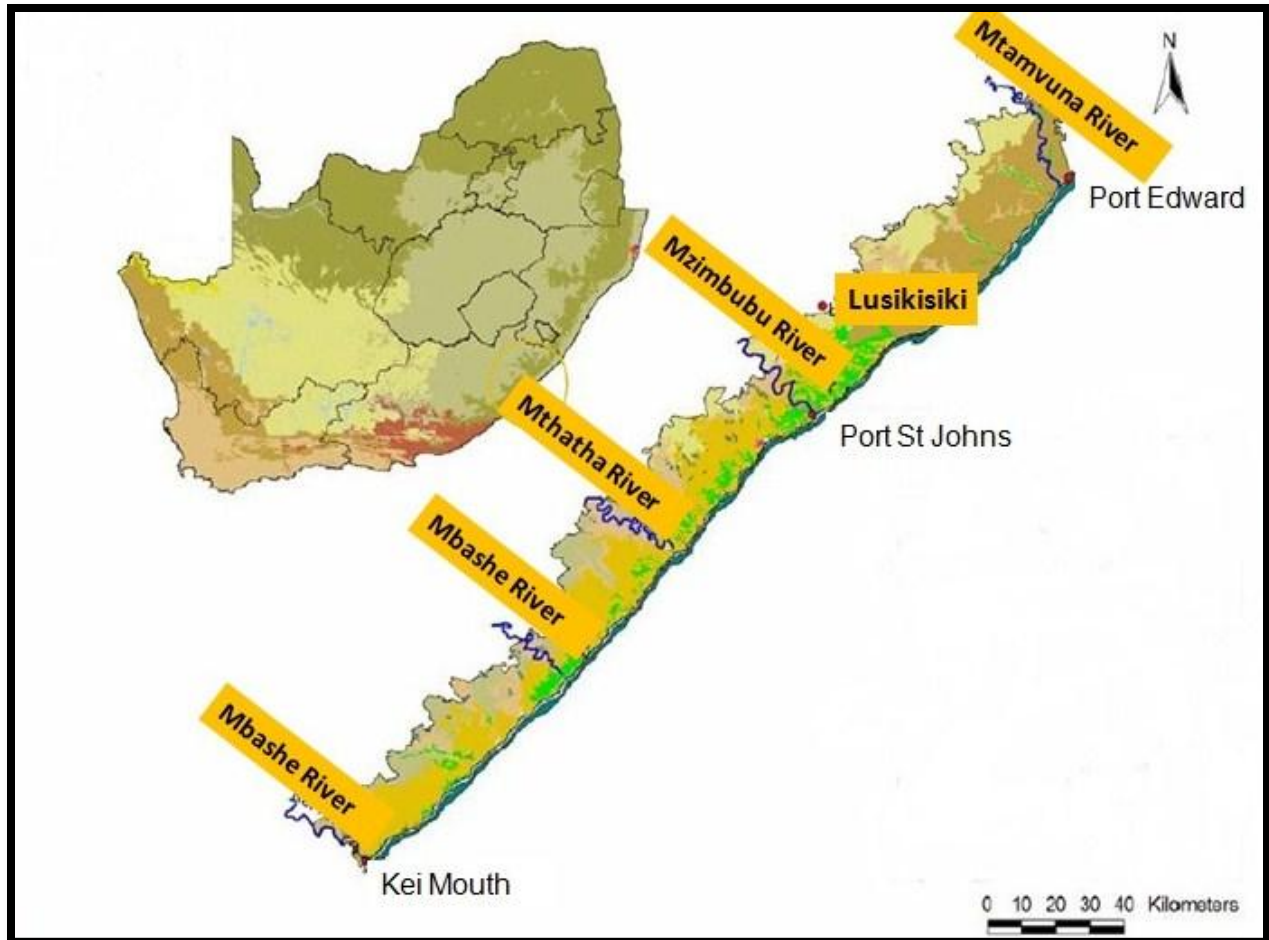 Mtamvuna River
N
Port Edward
Mzimbubu River
Lusikisiki
Port St Johns
Mthatha River
Mbashe River
Mbashe River
Kei Mouth
0 10 20 30 40 Kilometers